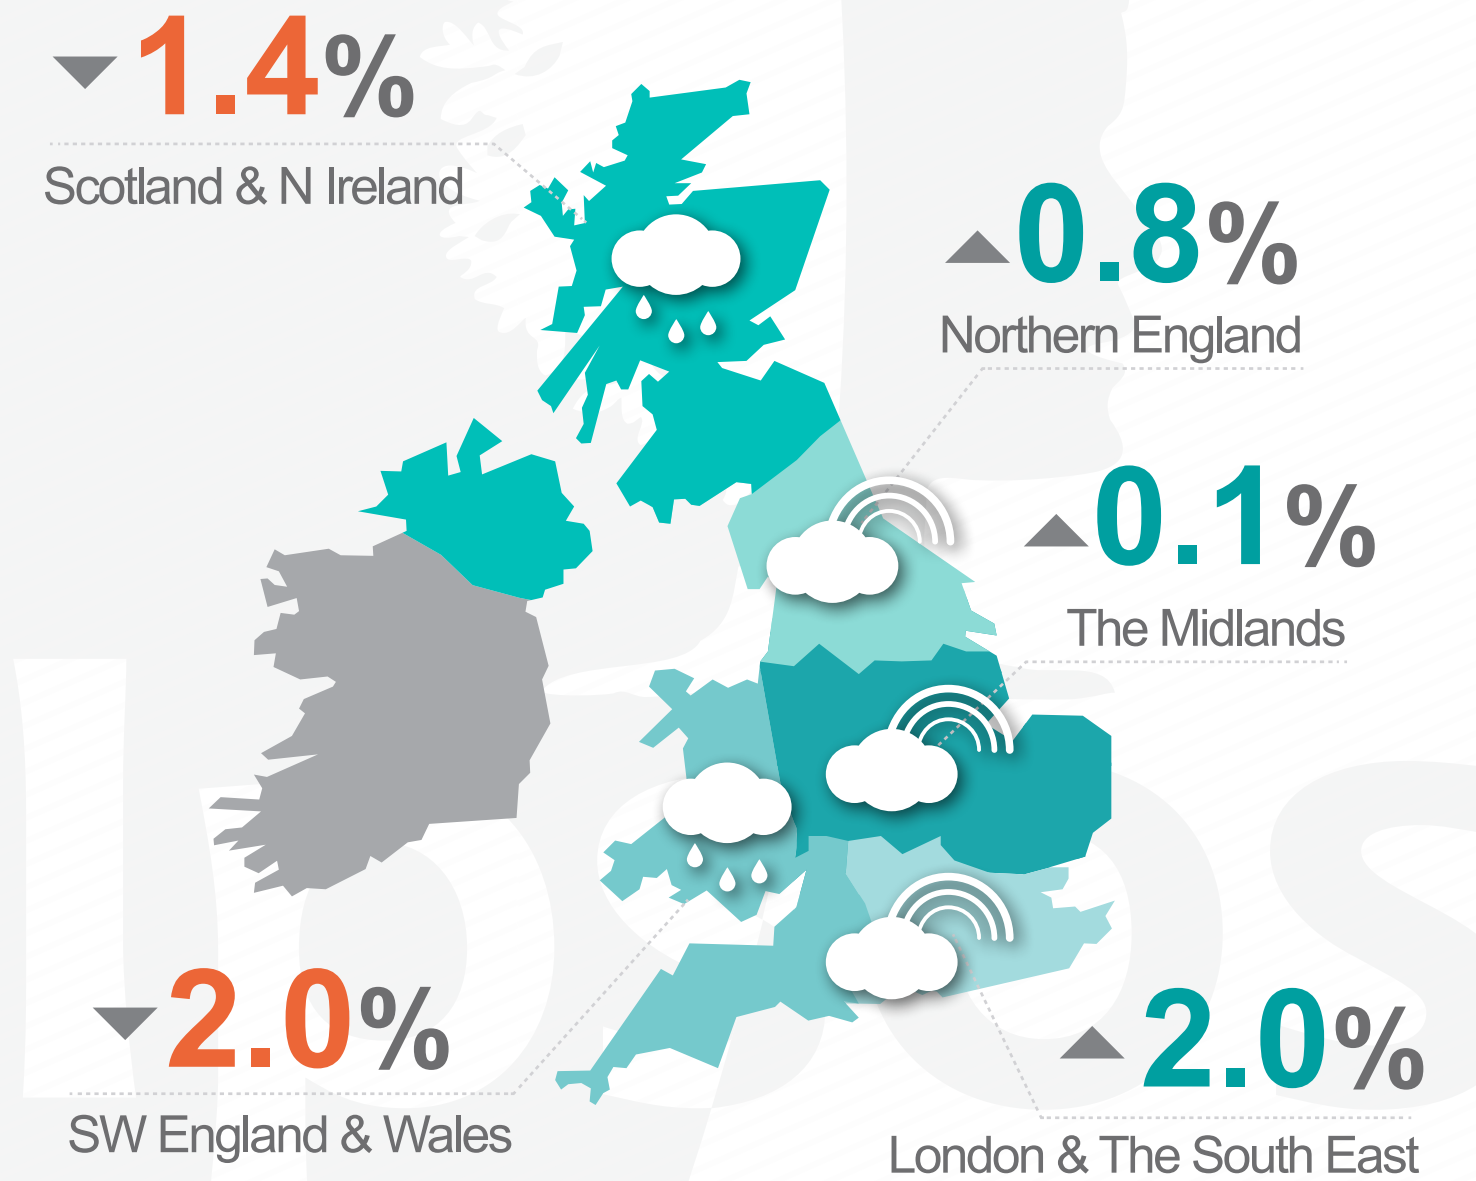 1.4%
Scotland & N Ireland
0.8%
Northern England
0.1%
The Midlands
2.0%
SW England & Wales
2.0%
London & The South East
Ipsos